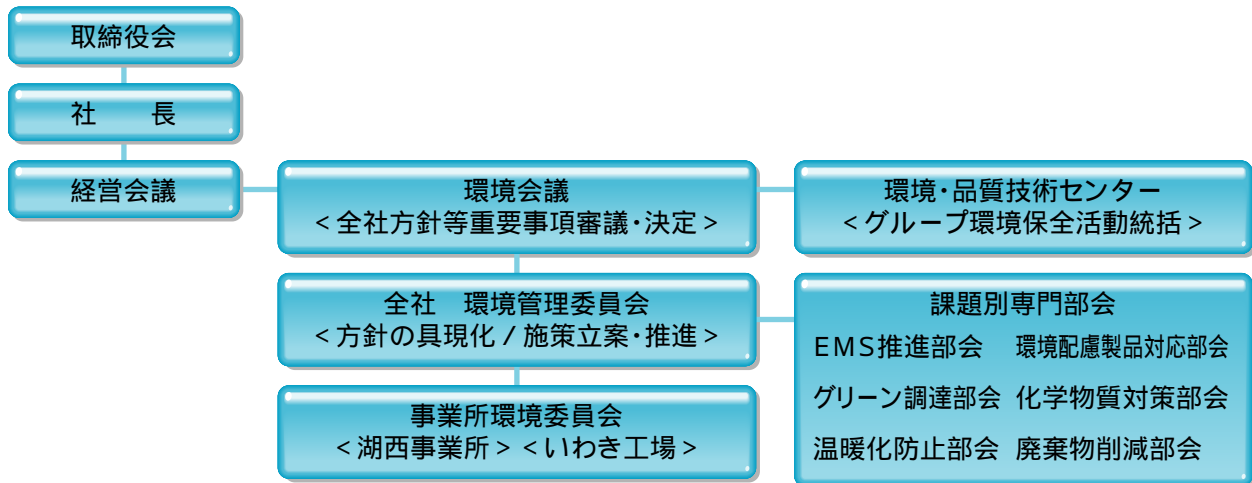 取締役会
社　長
経営会議
環境会議
＜全社方針等重要事項審議・決定＞
環境・品質技術センター
＜グループ環境保全活動統括＞
全社　環境管理委員会
＜方針の具現化／施策立案・推進＞
課題別専門部会
EMS推進部会　環境配慮製品対応部会
グリーン調達部会　化学物質対策部会
温暖化防止部会　廃棄物削減部会
事業所環境委員会
＜湖西事業所＞＜いわき工場＞